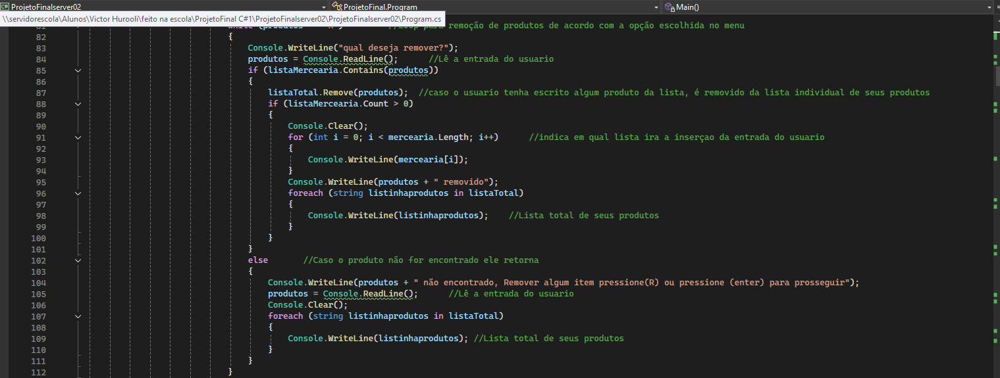 ProjetoFinalserver02 ProjetoFinal.Program Main()
\\servidorescola\Alunos\Victor Hurooli\feito na escola\ProjetoFinal C#1\ProjetoFinalserver02\ProjetoFinalserver02\Program.cs
para remoção de produtos de acordo com a opção escolhida no menu
82 {
83 Console.WriteLine("qual deseja remover?");
84 produtos = Console.ReadLine(); //Lê a entrada do usuario
85 if (listaMercearia.Contains(produtos))
86 {
87 listaTotal.Remove(produtos); //caso o usuario tenha escrito algum produto da lista, é removido da lista individual de seus produtos
88 if (listaMercearia.Count > 0)
89 {
90 Console.Clear();
91 for (int i = 0; i < mercearia.Length; i++) //indica em qual lista ira a inserçao da entrada do usuario
92 {
93 Console.WriteLine(mercearia[i]);
94 }
95 Console.WriteLine(produtos + " removido");
96 foreach (string listinhaprodutos in listaTotal)
97 {
98 Console.WriteLine(listinhaprodutos); //Lista total de seus produtos
99 }
100 }
101 }
102 else //Caso o produto não for encontrado ele retorna
103 {
104 Console.WriteLine(produtos + " não encontrado, Remover algum item pressione(R) ou pressione (enter) para prosseguir");
105 produtos = Console.ReadLine(); //Lê a entrada do usuario
106 Console.Clear();
107 foreach (string listinhaprodutos in listaTotal)
108 {
109 Console.WriteLine(listinhaprodutos); //Lista total de seus produtos
110 }
111 }
112 }